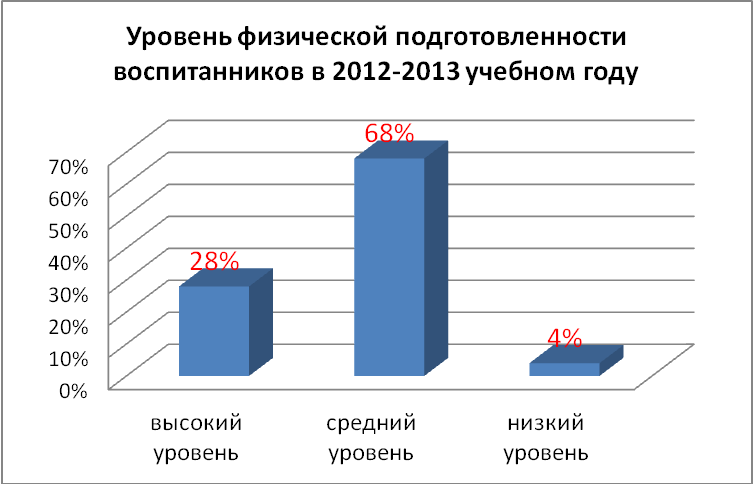 Уровень физической подготовленности
воспитанников в 2012-2013 учебном году
68%
70%
60%
50%
40%
30%
20%
10%
0%
28%
4%
высокий
уровень
средний
уровень
низкий
уровень